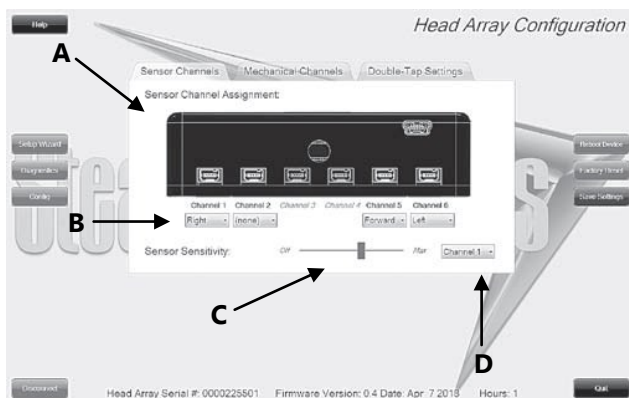 Help
Head Array Configuration
A
Sensor Channels Mechanical Channels Double-Tap Settings
Sensor Channel Assignment:
Setup Wizard
Diagnostics
Config
Reboot Device
Factory Reset
Save Settings
Channel 1 Channel 2 Channel 3 Channel 4 Channel 5 Channel 6
B
Right (none) Forward Left
Sensor Sensitivity: Off Max Channel 1
C
D
Disconnect
Head Array Serial #: 0000225501 Firmware Version: 0.4 Date: Apr 7 2013 Hours: 1
Quit